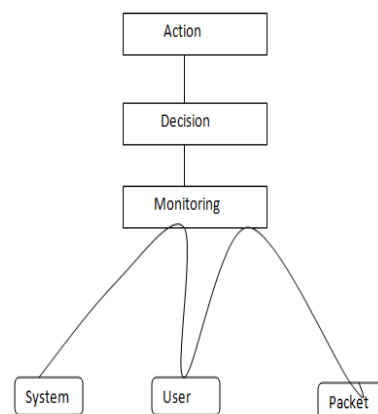 Action
Decision
Monitoring
System
User
Packet